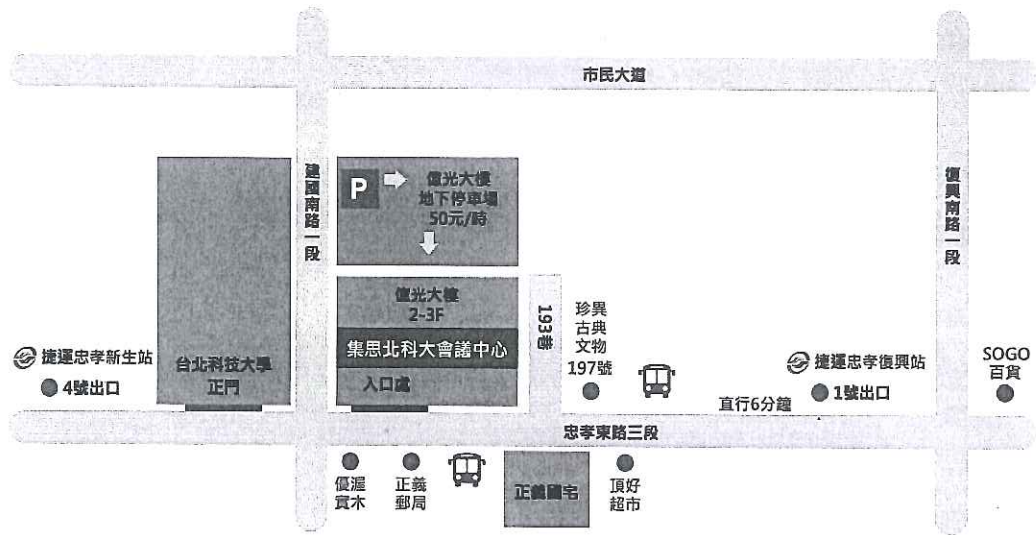 市民大道
建國南路一段
復興南路一段
P
億光大樓
地下停車場
50元/時
億光大樓
2-3F
集思北科大會議中心
入口處
193巷
珍異
古典
文物
197號
捷運忠孝新生站
4號出口
台北科技大學
正門
捷運忠孝復興站
1號出口
直行6分鐘
SOGO
百貨
忠孝東路三段
優渥
實木
正義
郵局
正義國宅
頂好
超市